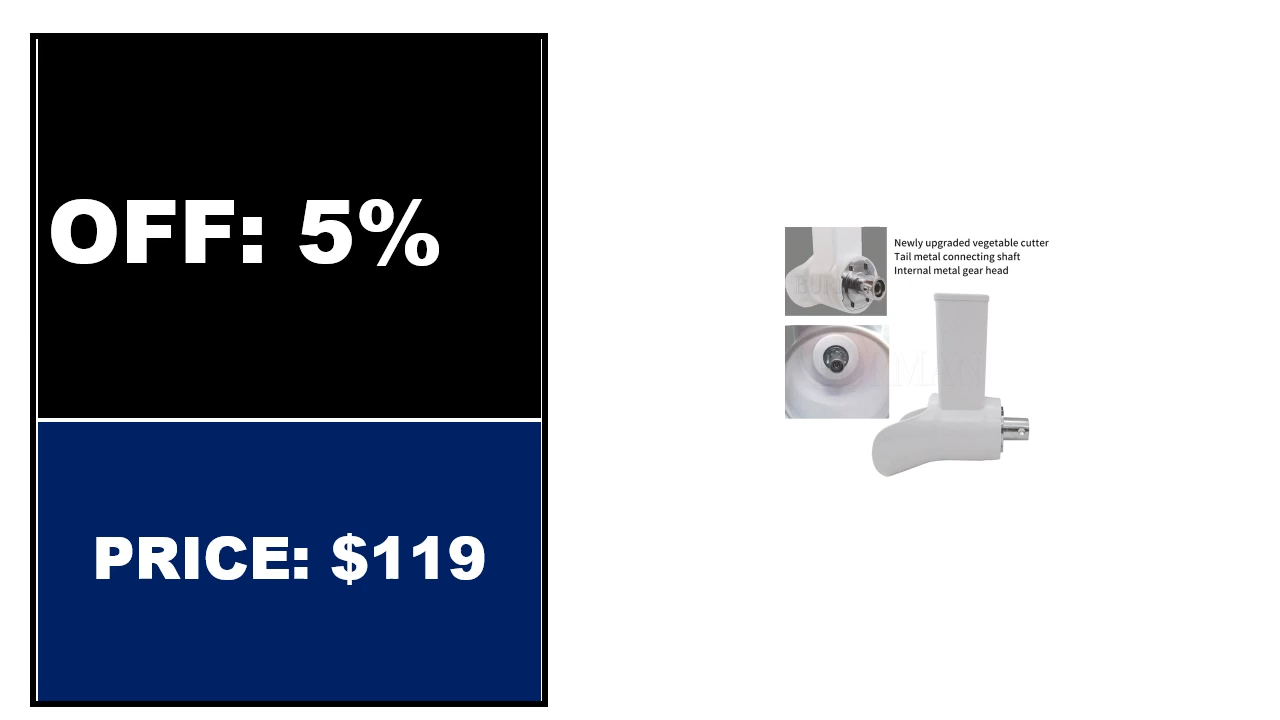 OFF: 5%
PRICE: $119
Newly upgraded vegetable cutter
Tail metal connecting shaft
Internal metal gear head